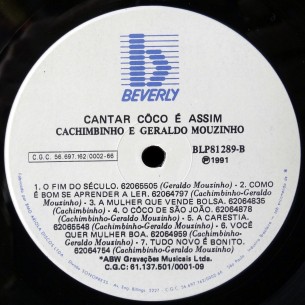 b
BEVERLY
CANTAR CÔCO É ASSIM
CACHIMBINHO E GERALDO MOUZINHO
C.G.C. 56.697.162/0002-66
BLP81289-B
Ⓟ1991
1. O FIM DO SÉCULO. 62065505 (Geraldo Mouzinho) - 2. COMO
É BOM SE APRENDER A LER. 62064797 (Cachimbinho-Geraldo
Mouzinho) - 3. A MULHER QUE VENDE BOLSA. 62064835
(Cachimbinho) - 4. O CÔCO DE SÃO JOÃO. 62064878
(Cachimbinho-Geraldo Mouzinho) - 5. A CARESTIA.
62065548 (Cachimbinho-Geraldo Mouzinho) - 6. VOCÊ
QUER MULHER BOA. 62064959 (Cachimbinho-
Geraldo Mouzinho) - 7. TUDO NOVO É BONITO.
62064754 (Cachimbinho-Geraldo Mouzinho)
*ABW Gravações Musicais Ltda.
C.G.C: 61.137.501/0001-09